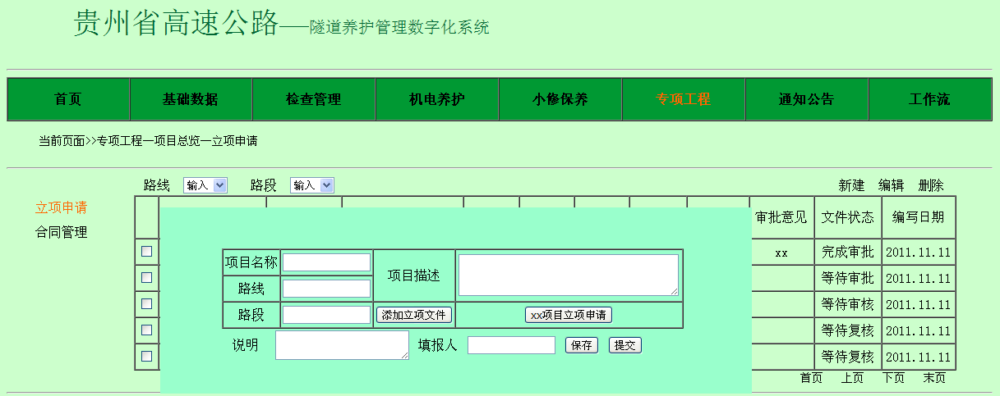 贵州省高速公路——隧道养护管理数字化系统
首页 基础数据 检查管理 机电养护 小修保养 专项工程 通知公告 工作流
当前页面>>专项工程—项目总览—立项申请
路线 输入 路段 输入 新建 编辑 删除
立项申请
合同管理
审批意见 文件状态 编写日期
xx 完成审批 2011.11.11
等待审批 2011.11.11
等待审核 2011.11.11
等待复核 2011.11.11
等待复核 2011.11.11
项目名称 项目描述
路线
路段 添加立项文件 xx项目立项申请
说明 填报人 保存 提交
首页 上页 下页 末页